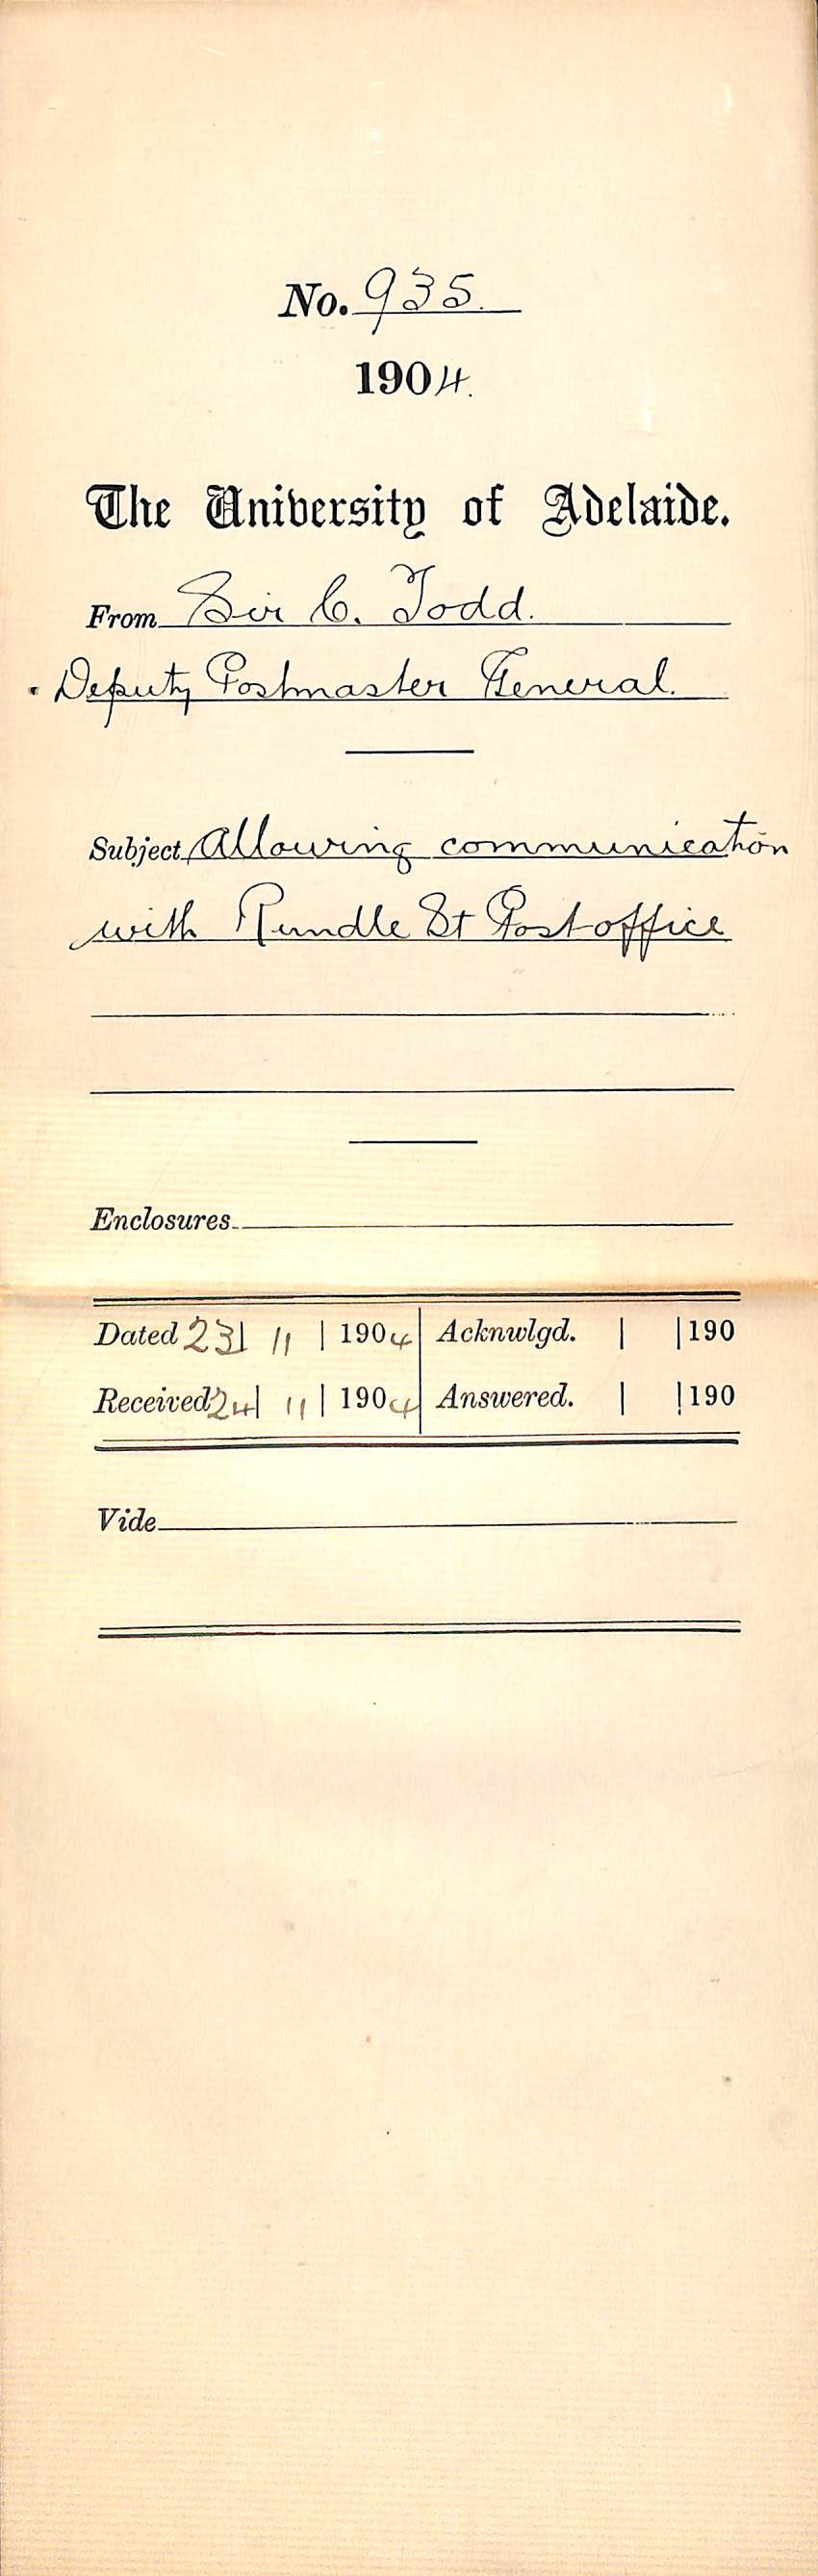 No. 935.
1904.
The University of Adelaide.
From Sir C. Todd.
Deputy Postmaster General.
Subject Allowing communication
with Rundle St Post office
Enclosures
Dated 23| 11 | 1904 | Acknwlgd. | |190
Received 24| 11 | 1904 | Answered. | |190
Vide